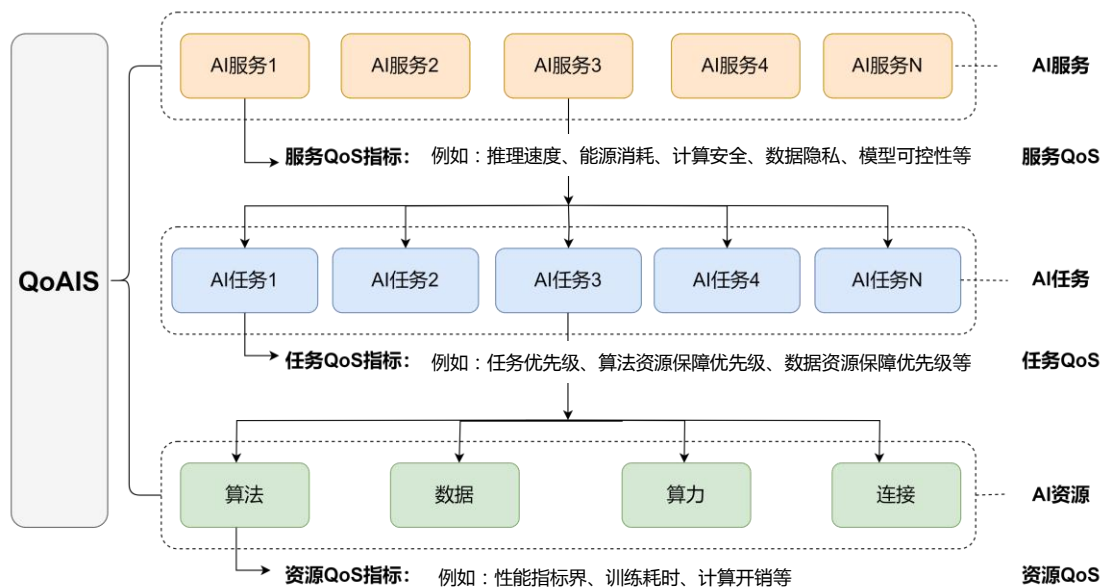 AI服务1
AI服务2
AI服务3
AI服务4
AI服务N
AI服务
服务QoS指标： 例如：推理速度、能源消耗、计算安全、数据隐私、模型可控性等
服务QoS
QoAIS
AI任务1
AI任务2
AI任务3
AI任务4
AI任务N
AI任务
任务QoS指标： 例如：任务优先级、算法资源保障优先级、数据资源保障优先级等
任务QoS
算法
数据
算力
连接
AI资源
资源QoS指标： 例如：性能指标界、训练耗时、计算开销等
资源QoS